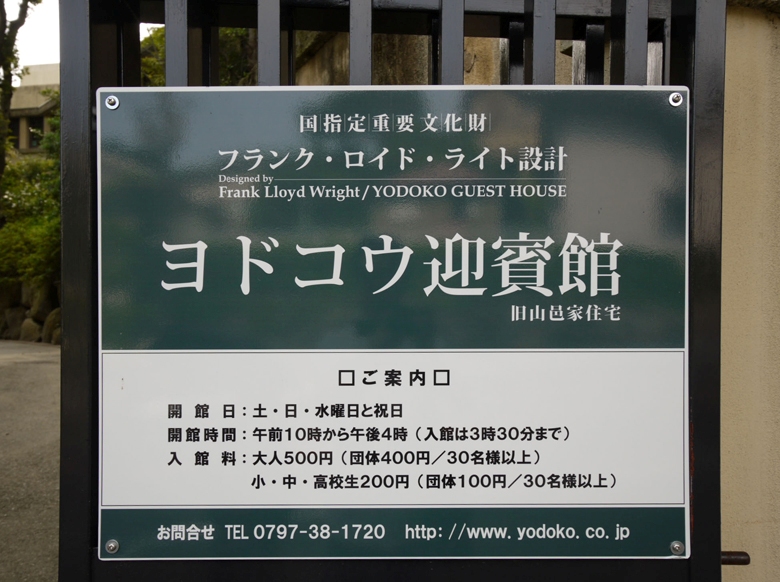 国指定重要文化財
フランク・ロイド・ライト設計
Designed by
Frank Lloyd Wright/YODOKO GUEST HOUSE
ヨドコウ迎賓館
旧山邑家住宅
□ご案内□
開館日：土・日・水曜日と祝日
開館時間：午前10時から午後4時（入館は3時30分まで）
入館料：大人500円（団体400円／30名様以上）
小・中・高校生200円（団体100円／30名様以上）
お問合せ TEL 0797-38-1720 http://www.yodoko.co.jp